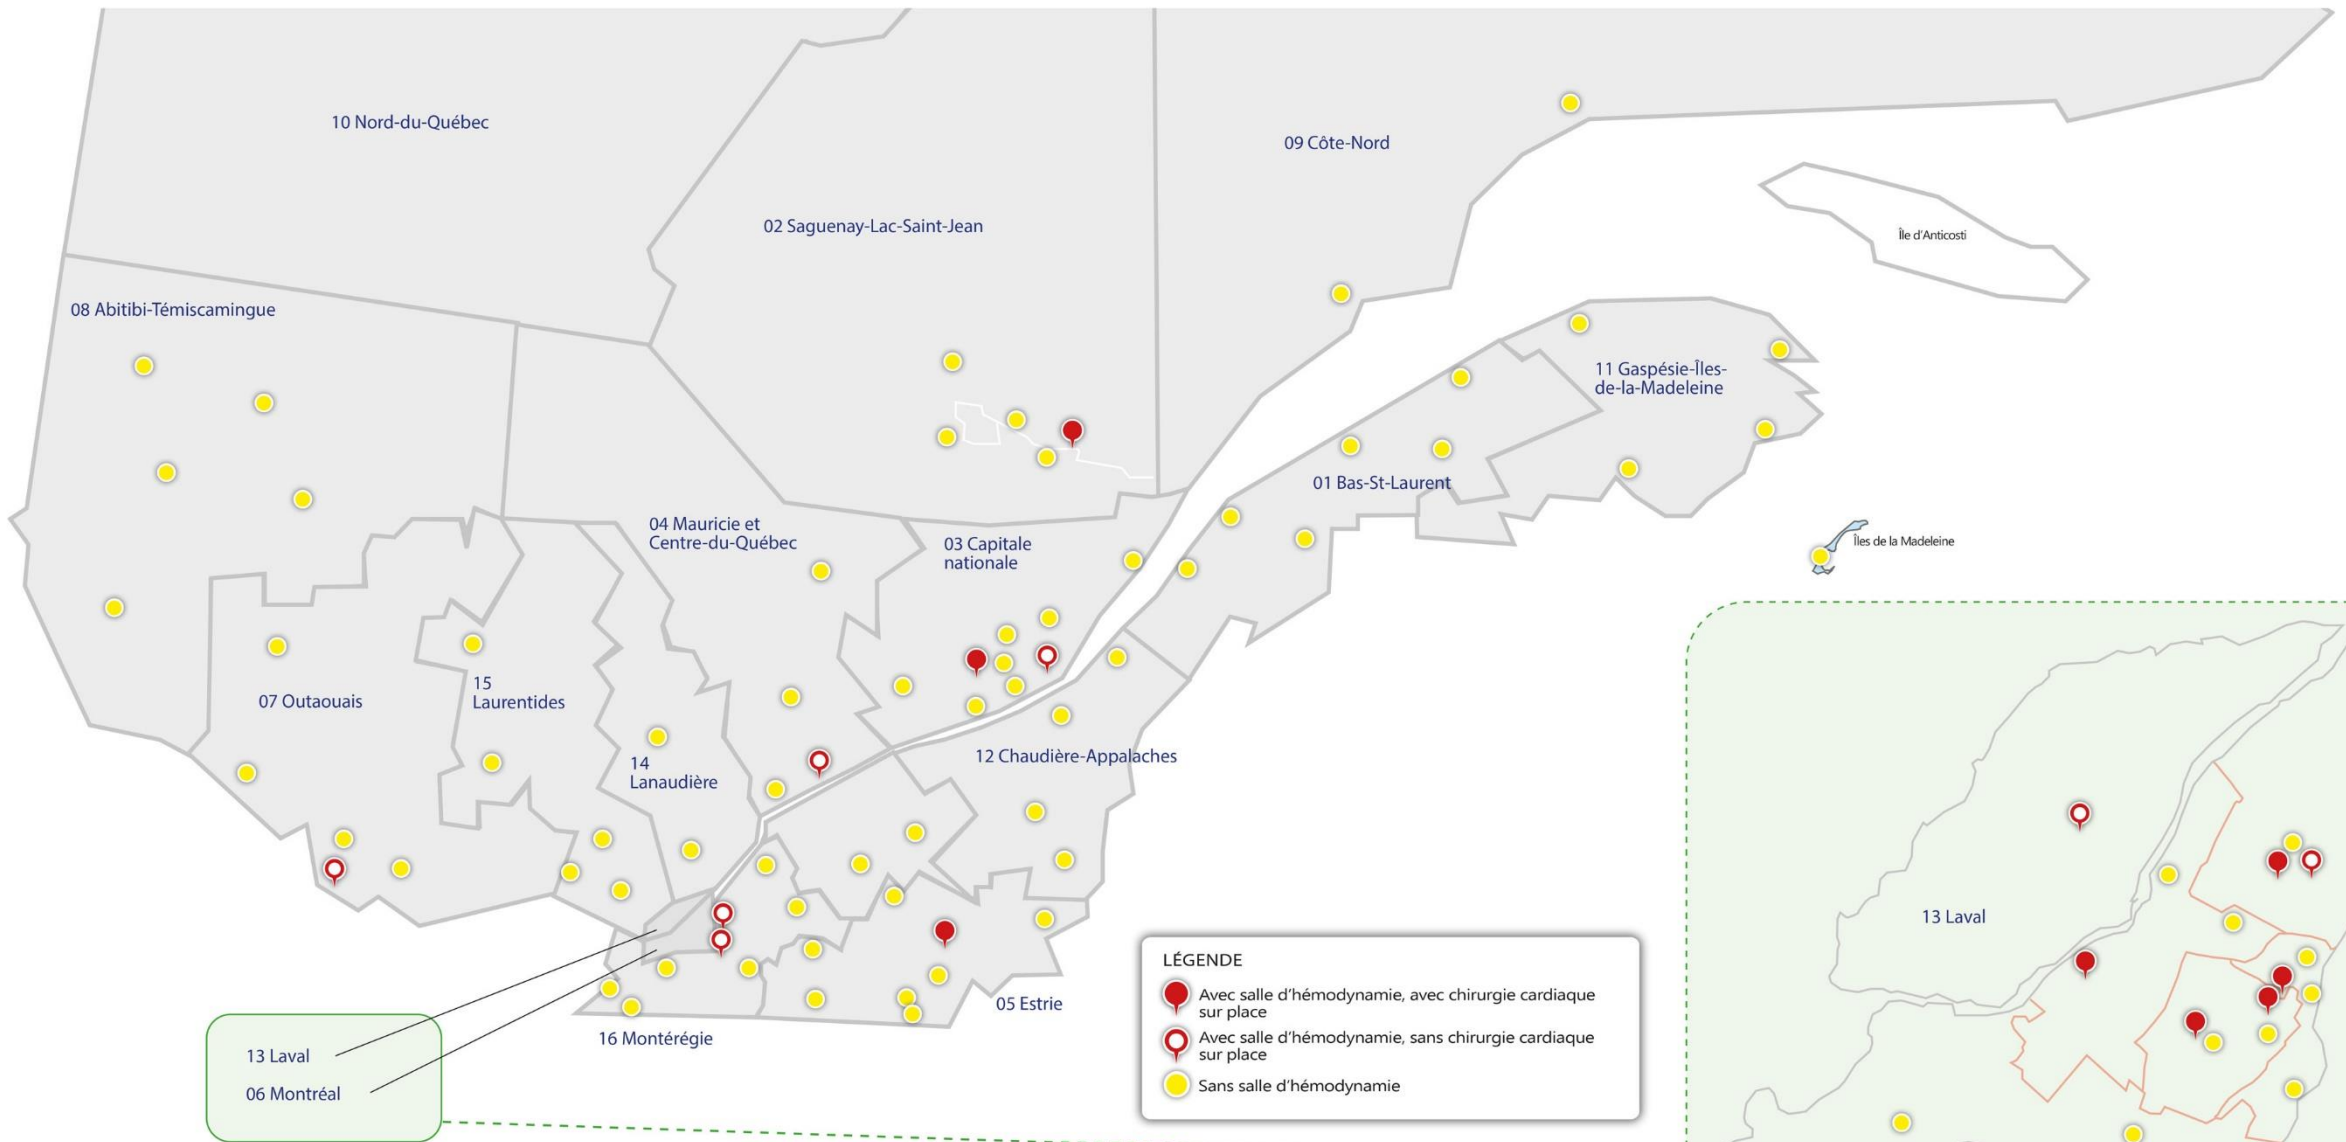 10 Nord-du-Québec
09 Côte-Nord
02 Saguenay-Lac-Saint-Jean
Île d'Anticosti
08 Abitibi-Témiscamingue
11 Gaspésie-Îles-
de-la-Madeleine
01 Bas-St-Laurent
04 Mauricie et
Centre-du-Québec
03 Capitale
nationale
Îles de la Madeleine
07 Outaouais
15
Laurentides
14
Lanaudière
12 Chaudière-Appalaches
13 Laval
05 Estrie
16 Montérégie
13 Laval
06 Montréal
LÉGENDE
Avec salle d'hémodynamie, avec chirurgie cardiaque
sur place
Avec salle d'hémodynamie, sans chirurgie cardiaque
sur place
Sans salle d'hémodynamie